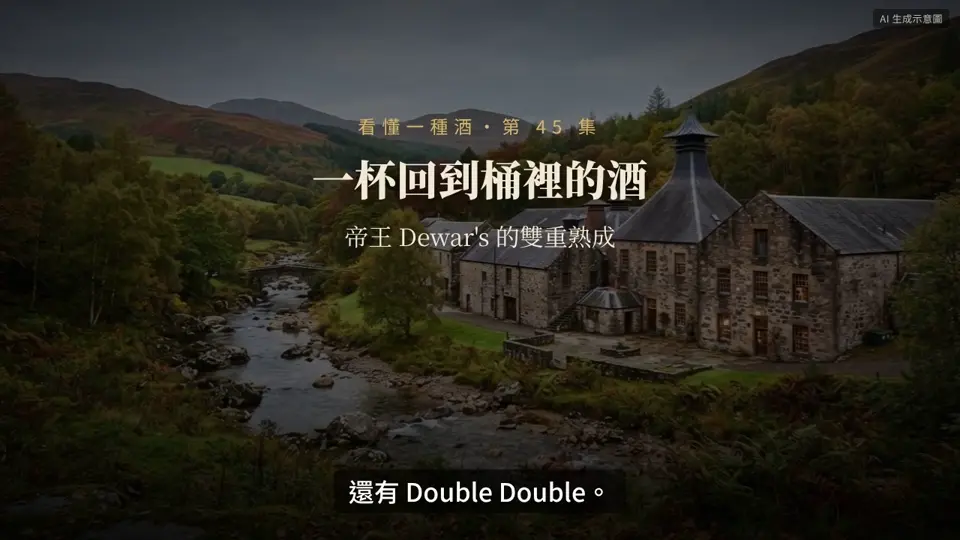 AI 生成示意圖
看懂一種酒・第 45 集
一杯回到桶裡的酒
帝王 Dewar's 的雙重熟成
還有 Double Double。